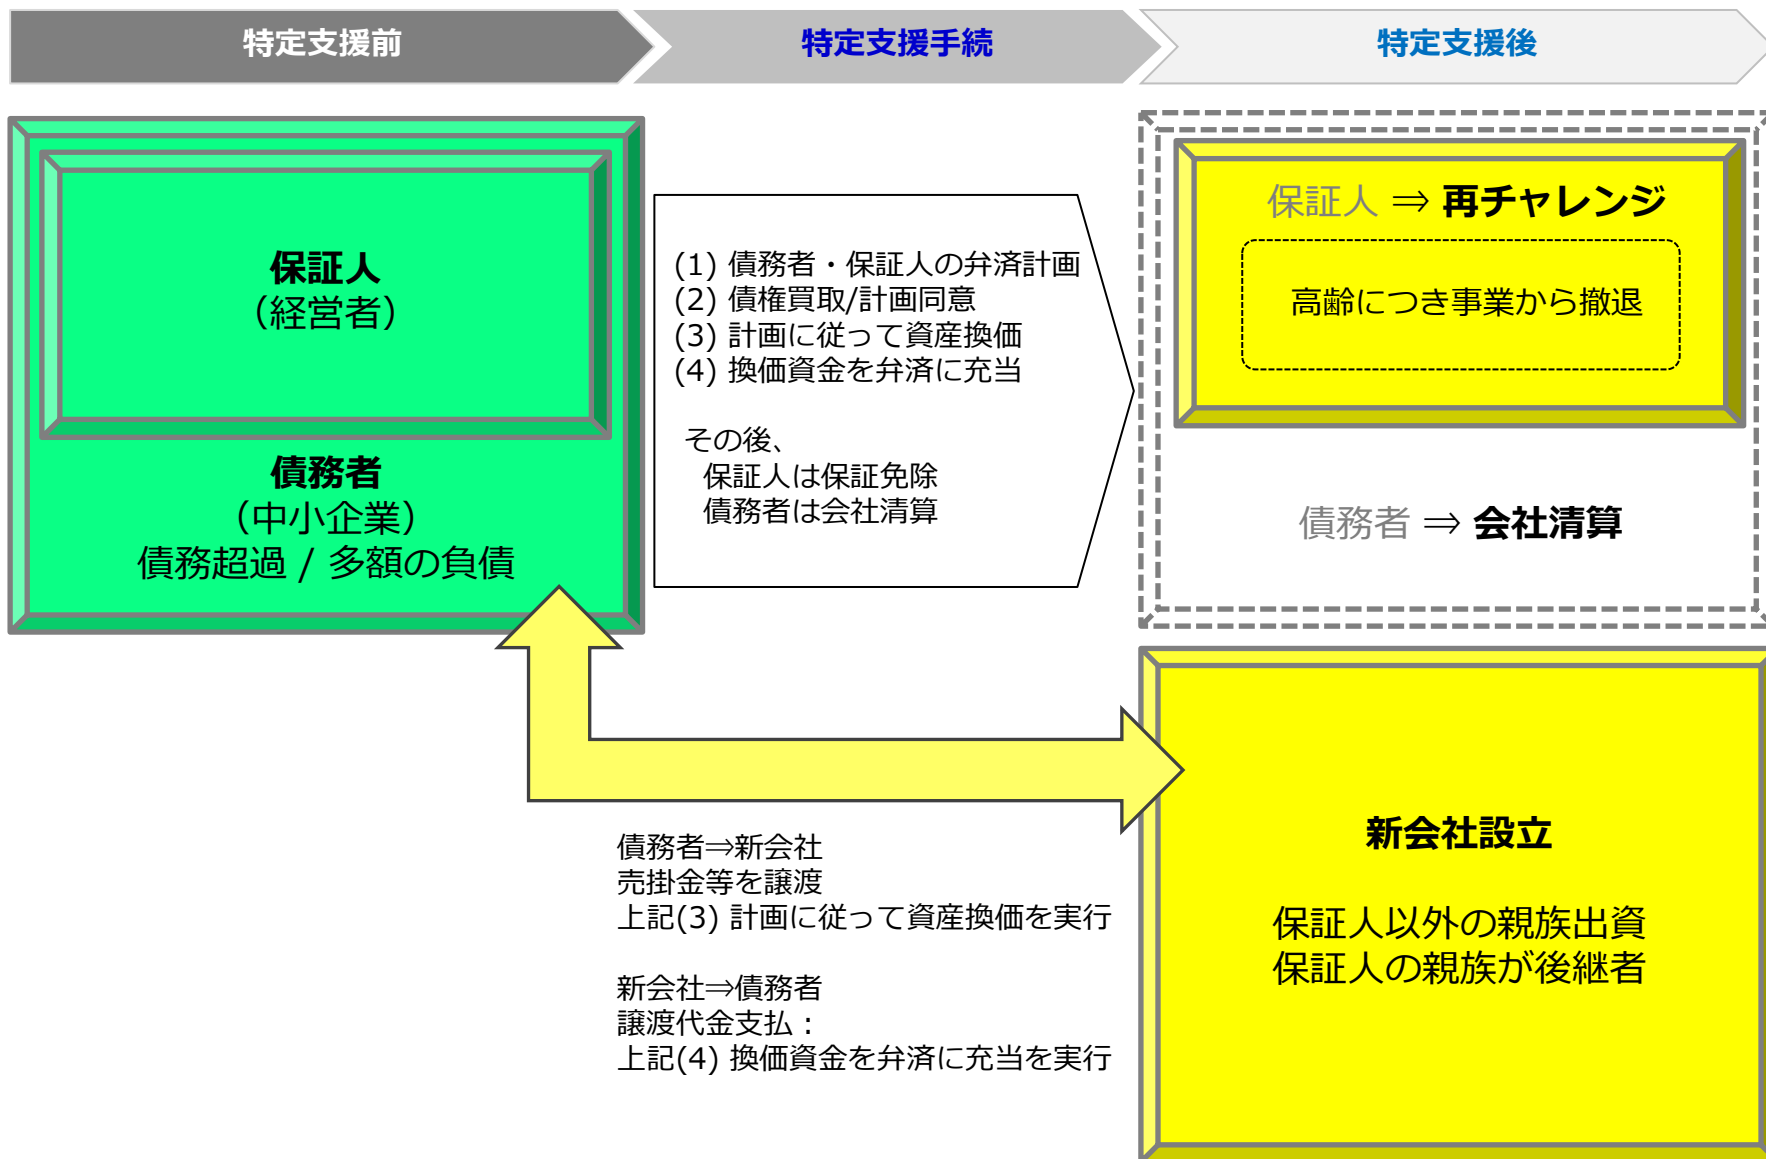 特定支援前
特定支援手続
特定支援後
保証人
（経営者）
債務者
（中小企業）
債務超過 / 多額の負債
(1) 債務者・保証人の弁済計画
(2) 債権買取/計画同意
(3) 計画に従って資産換価
(4) 換価資金を弁済に充当
その後、
保証人は保証免除
債務者は会社清算
保証人 ⇒ 再チャレンジ
高齢につき事業から撤退
債務者 ⇒ 会社清算
債務者⇒新会社
売掛金等を譲渡
上記(3) 計画に従って資産換価を実行
新会社⇒債務者
譲渡代金支払：
上記(4) 換価資金を弁済に充当を実行
新会社設立
保証人以外の親族出資
保証人の親族が後継者